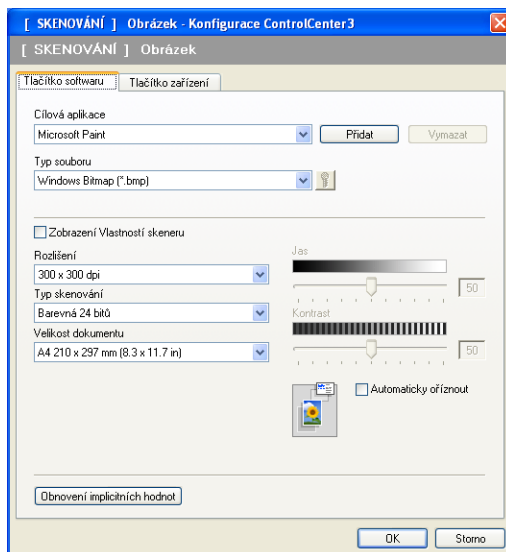 [ SKENOVÁNÍ ] Obrázek - Konfigurace ControlCenter3
[ SKENOVÁNÍ ] Obrázek
Tlačítko softwaru
Tlačítko zařízení
Cílová aplikace
Microsoft Paint
Přidat
Vymazat
Typ souboru
Windows Bitmap (*.bmp)
Zobrazení Vlastností skeneru
Rozlišení
300 x 300 dpi
Typ skenování
Barevná 24 bitů
Velikost dokumentu
A4 210 x 297 mm (8.3 x 11.7 in)
Jas
50
Kontrast
50
Automaticky oříznout
Obnovení implicitních hodnot
OK
Storno